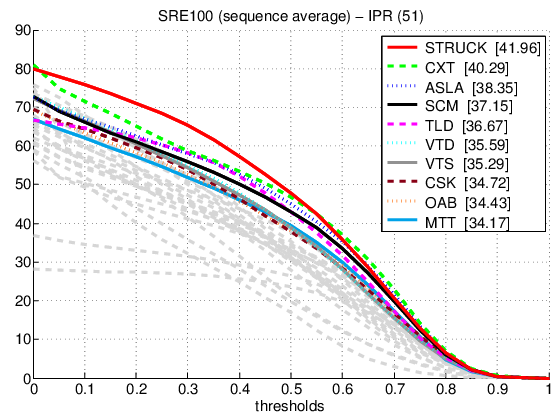 SRE100 (sequence average) − IPR (51)
90
80
70
60
50
40
30
20
10
0
0 0.1 0.2 0.3 0.4 0.5 0.6 0.7 0.8 0.9 1
thresholds
STRUCK [41.96]
CXT [40.29]
ASLA [38.35]
SCM [37.15]
TLD [36.67]
VTD [35.59]
VTS [35.29]
CSK [34.72]
OAB [34.43]
MTT [34.17]